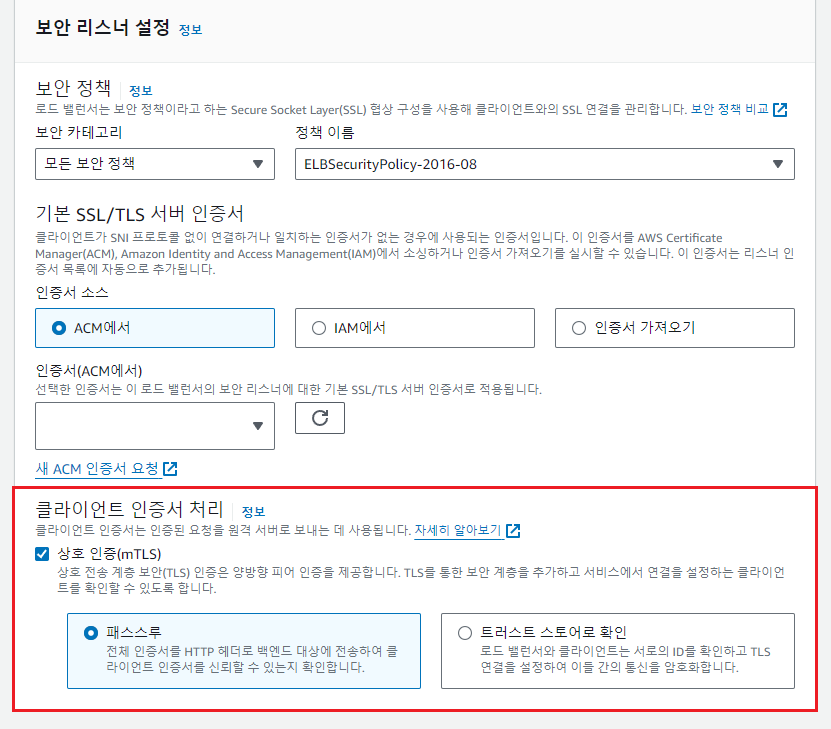 보안 리스너 설정 정보
보안 정책 정보
로드 밸런서는 보안 정책이라고 하는 Secure Socket Layer(SSL) 협상 구성을 사용해 클라이언트와의 SSL 연결을 관리합니다. 보안 정책 비교
보안 카테고리 정책 이름
모든 보안 정책 ELBSecurityPolicy-2016-08
기본 SSL/TLS 서버 인증서
클라이언트가 SNI 프로토콜 없이 연결하거나 일치하는 인증서가 없는 경우에 사용되는 인증서입니다. 이 인증서를 AWS Certificate
Manager(ACM), Amazon Identity and Access Management(IAM)에서 소싱하거나 인증서 가져오기를 실시할 수 있습니다. 이 인증서는 리스너 인
증서 목록에 자동으로 추가됩니다.
인증서 소스
ACM에서 IAM에서 인증서 가져오기
인증서(ACM에서)
선택한 인증서는 이 로드 밸런서의 보안 리스너에 대한 기본 SSL/TLS 서버 인증서로 적용됩니다.
새 ACM 인증서 요청
클라이언트 인증서 처리 정보
클라이언트 인증서는 인증된 요청을 원격 서버로 보내는 데 사용됩니다. 자세히 알아보기
상호 인증(mTLS)
상호 전송 계층 보안(TLS) 인증은 양방향 피어 인증을 제공합니다. TLS를 통한 보안 계층을 추가하고 서비스에서 연결을 설정하는 클라이언
트를 확인할 수 있도록 합니다.
패스스루
전체 인증서를 HTTP 헤더로 백엔드 대상에 전송하여 클
라이언트 인증서를 신뢰할 수 있는지 확인합니다.
트러스트 스토어로 확인
로드 밸런서와 클라이언트는 서로의 ID를 확인하고 TLS
연결을 설정하여 이들 간의 통신을 암호화합니다.